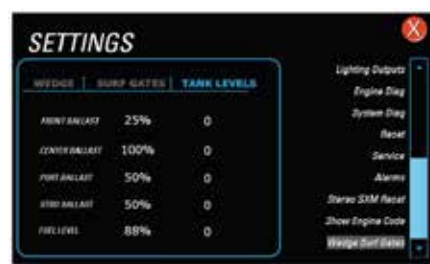 X
SETTINGS
WEDGE | SURF GATES | TANK LEVELS
FRONT BALLAST 25% 0
CENTER BALLAST 100% 0
PORT BALLAST 50% 0
STBD BALLAST 50% 0
FUEL LEVEL 88% 0
Lighting Outputs
Engine Diag
System Diag
Reset
Service
Alarms
Stereo SXM Reset
Show Engine Code
Wedge Surf Gates